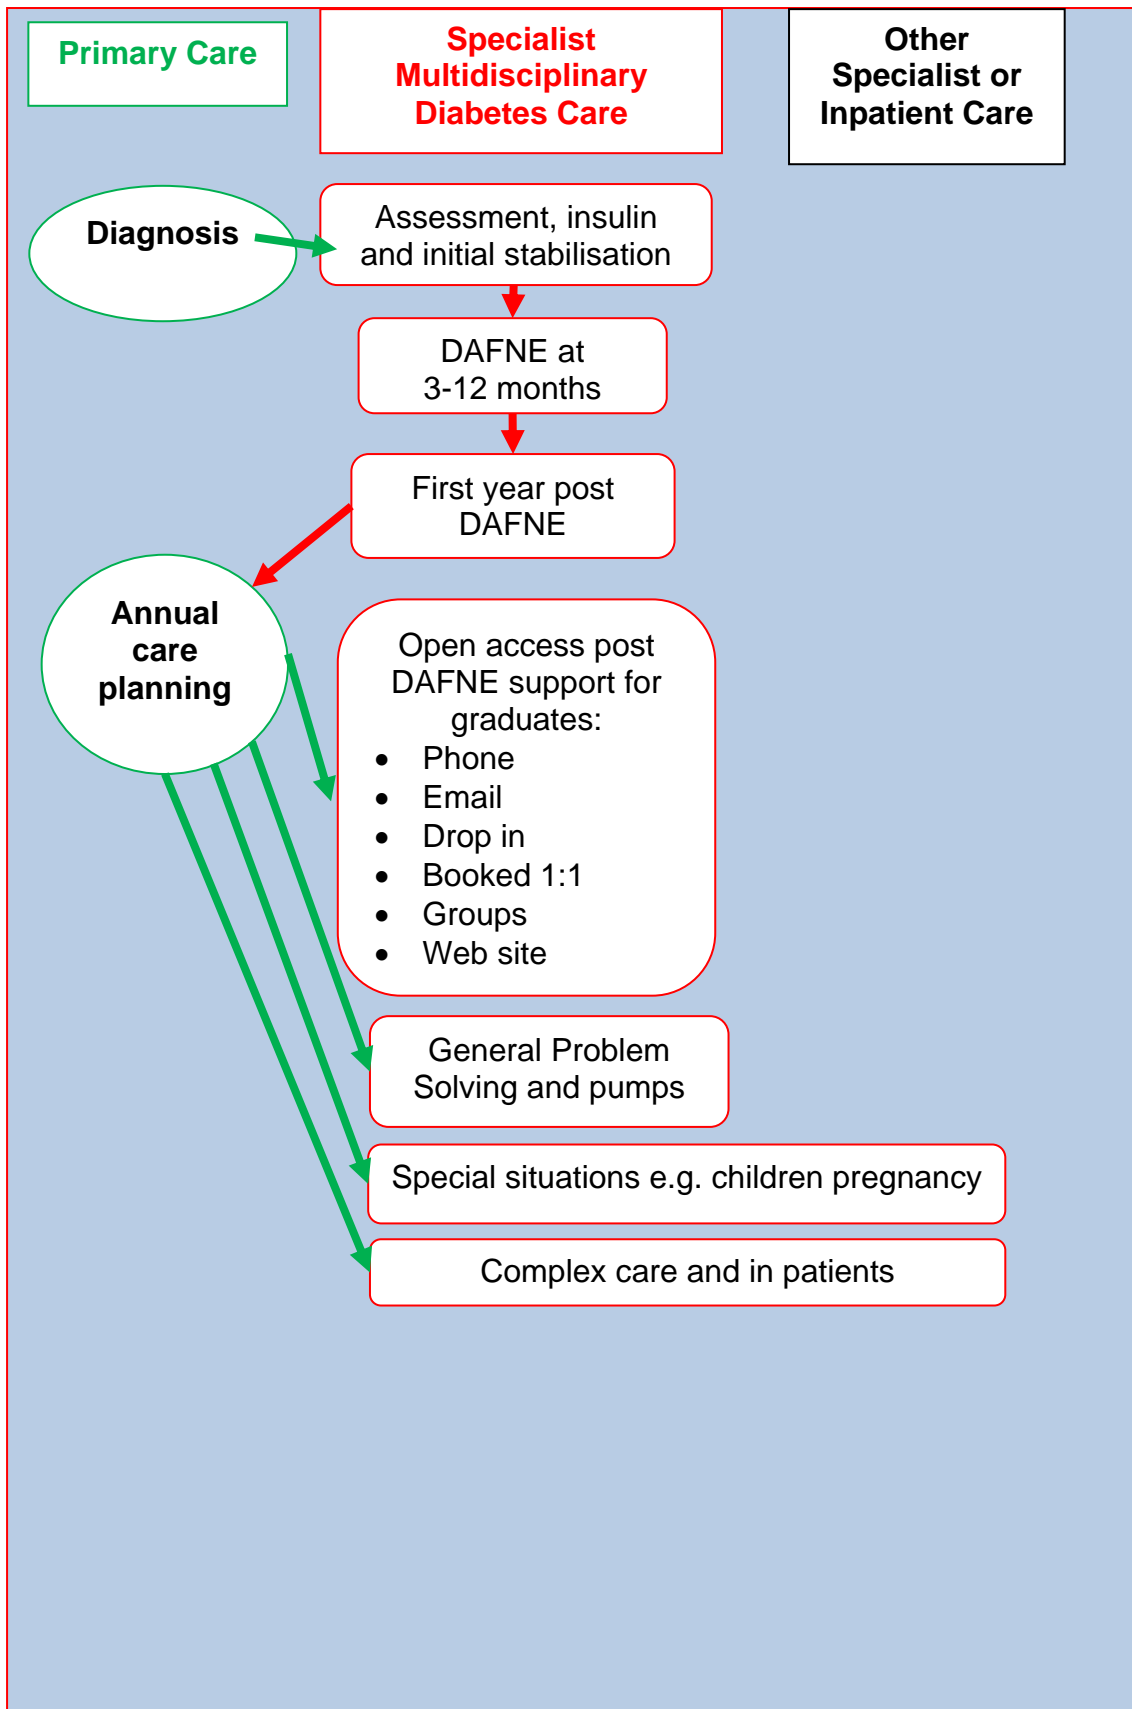 Primary Care
Specialist
Multidisciplinary
Diabetes Care
Other
Specialist or
Inpatient Care
Diagnosis
Assessment, insulin
and initial stabilisation
DAFNE at
3-12 months
First year post
DAFNE
Annual
care
planning
Open access post
DAFNE support for
graduates:
• Phone
• Email
• Drop in
• Booked 1:1
• Groups
• Web site
General Problem
Solving and pumps
Special situations e.g. children pregnancy
Complex care and in patients